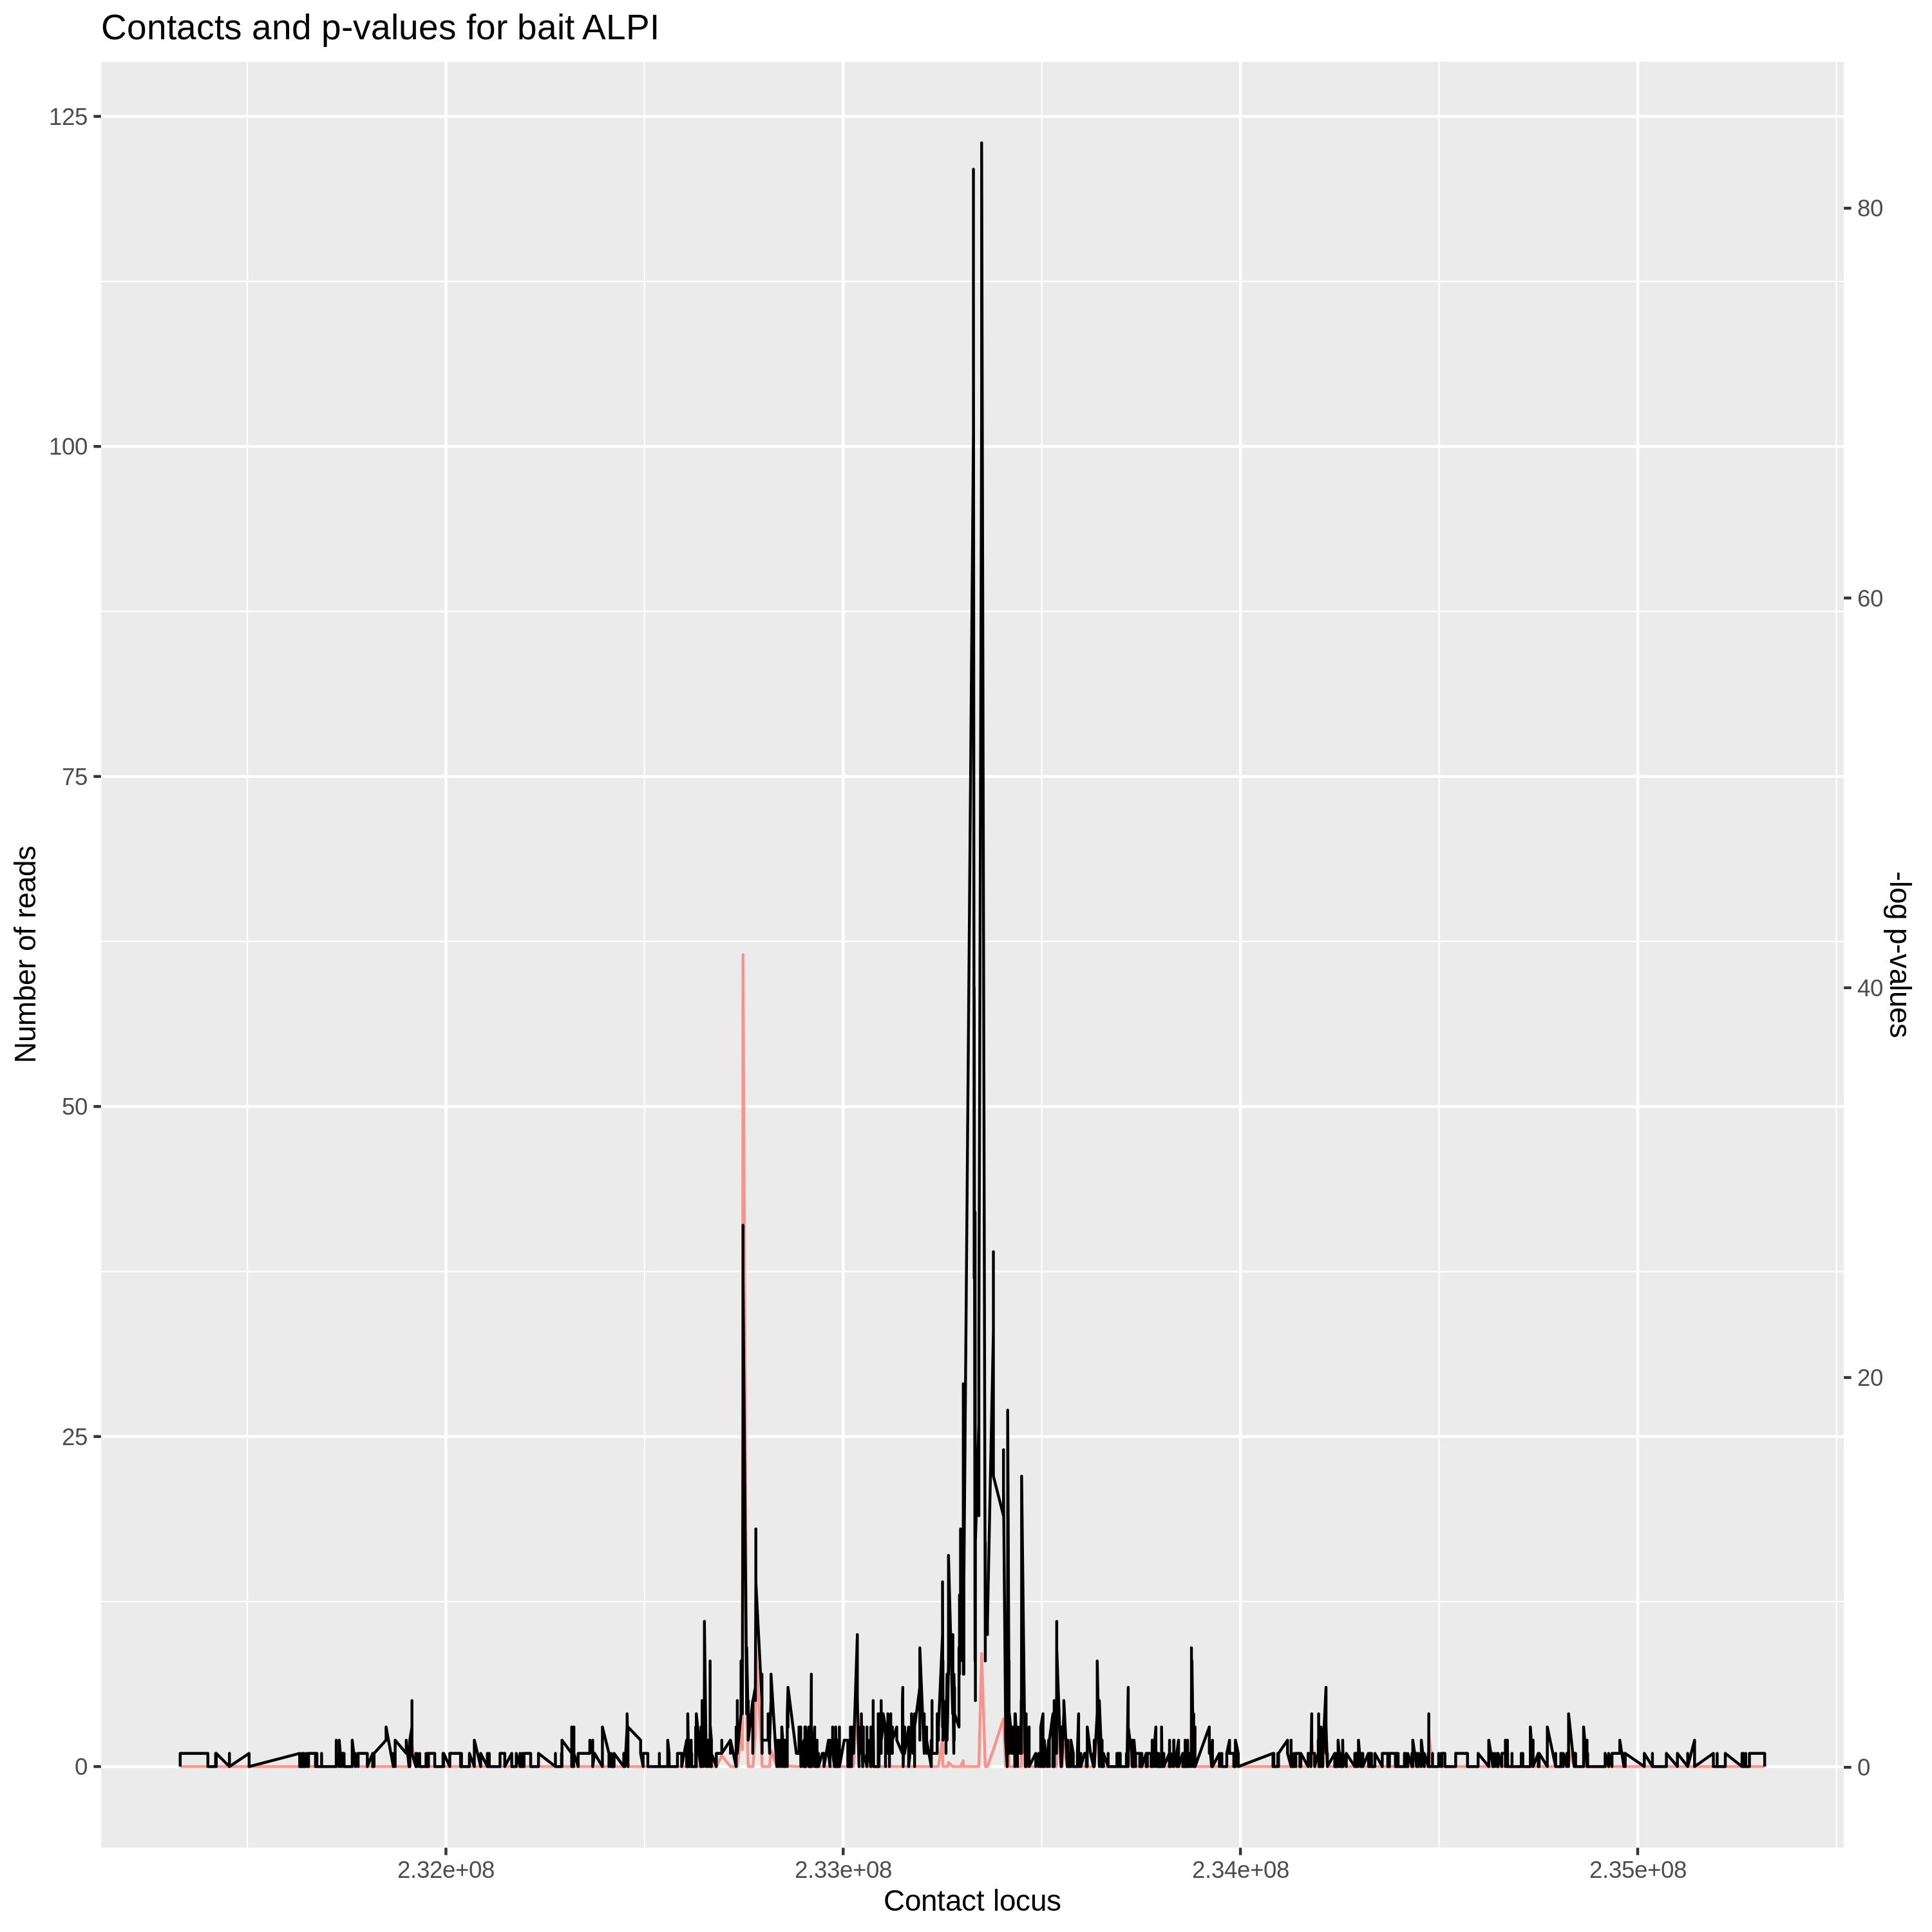 Contacts and p-values for bait ALPI
125
100
75
50
25
0
Number of reads
80
60
40
20
0
-log p-values
2.32e+08
2.33e+08
2.34e+08
2.35e+08
Contact locus